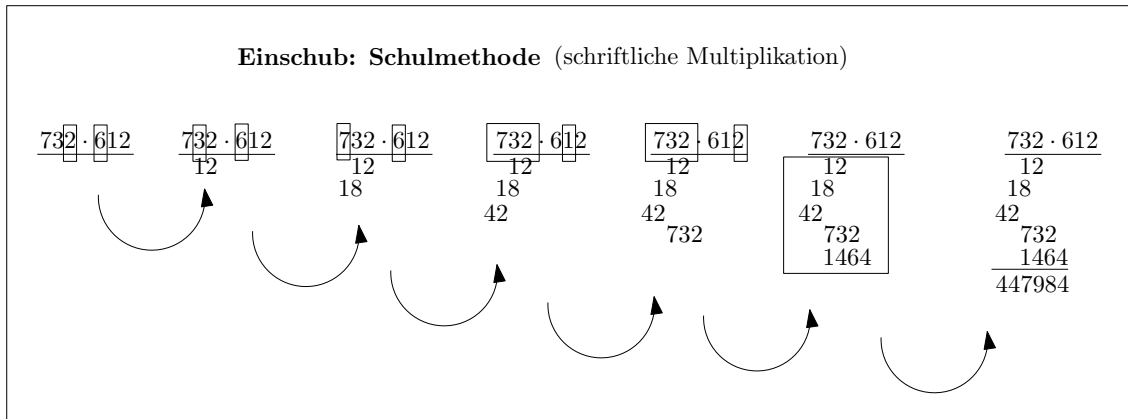 Einschub: Schulmethode (schriftliche Multiplikation)
732 · 612 732 · 612 732 · 612 732 · 612 732 · 612 732 · 612 732 · 612
12 12 12 12 12 12
18 18 18 18 18
42 42 42 42
732 732 732
1464 1464
447984